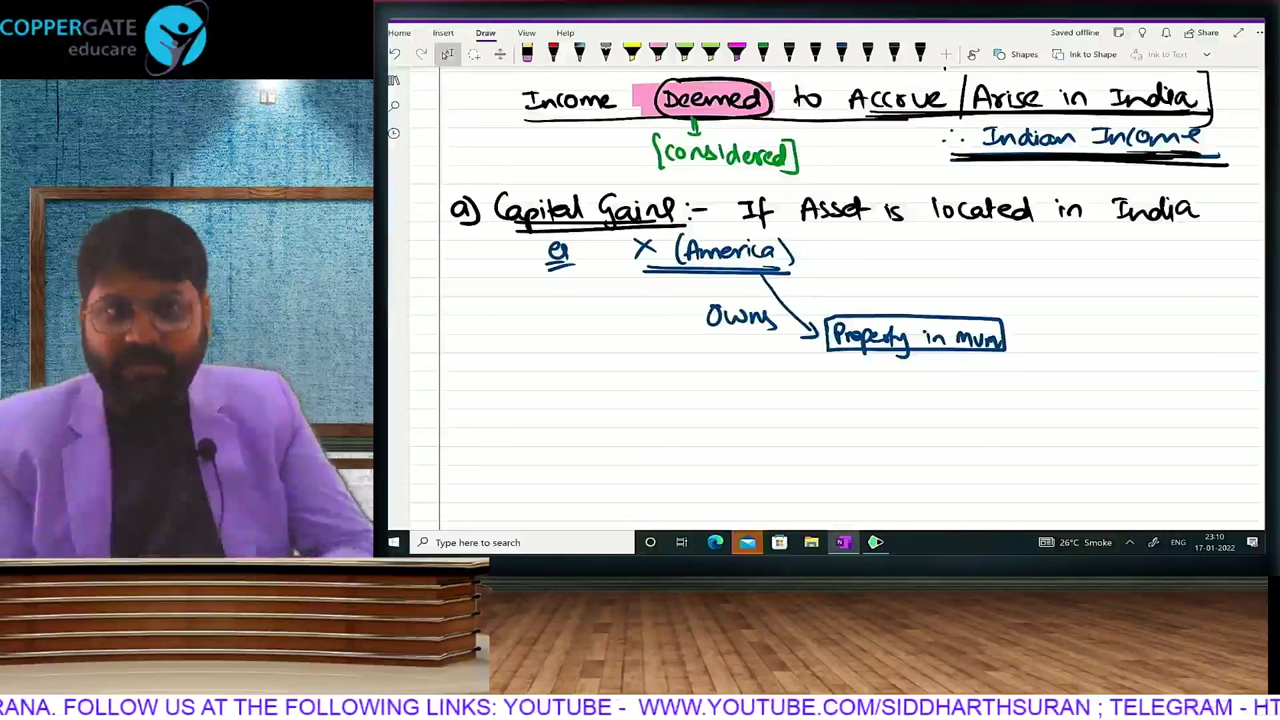 COPPERGATE
educare
Home Insert Draw View Help
Saved offline
Share
Shapes
Ink to Shape
Ink to Text
Income Deemed to Accrue / Arise in India
[considered]
∴ Indian Income
a) Capital Gains :- If Asset is located in India
eg X (America)
Owns
Property in mum
Type here to search
26°C Smoke
ENG
23:10
17-01-2022
RANA. FOLLOW US AT THE FOLLOWING LINKS: YOUTUBE - WWW.YOUTUBE.COM/SIDDHARTHSURAN ; TELEGRAM - HT